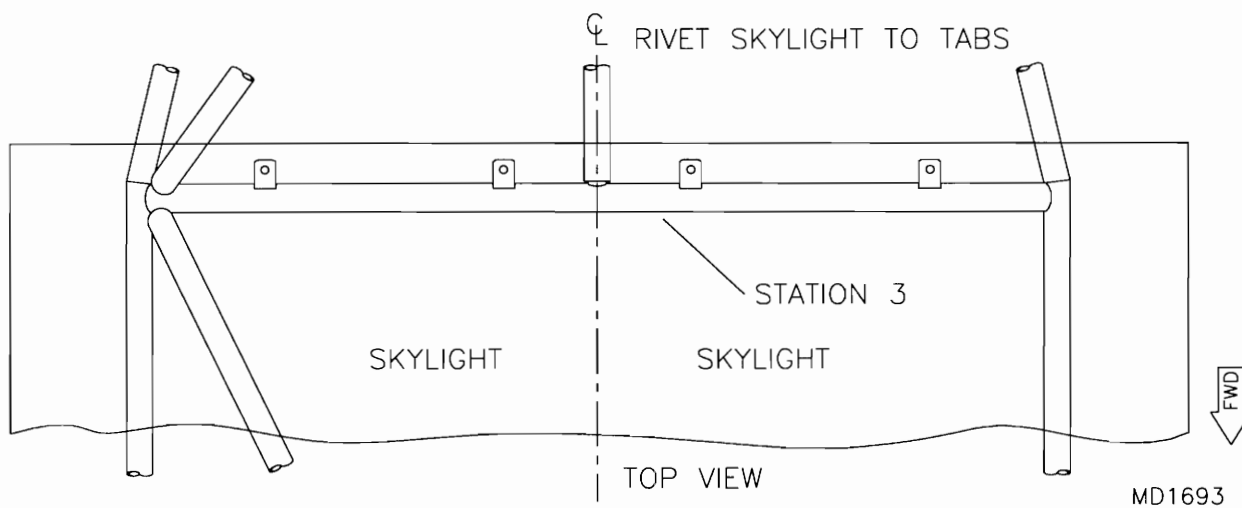 ℄ RIVET SKYLIGHT TO TABS
STATION 3
SKYLIGHT SKYLIGHT
FWD
TOP VIEW
MD1693